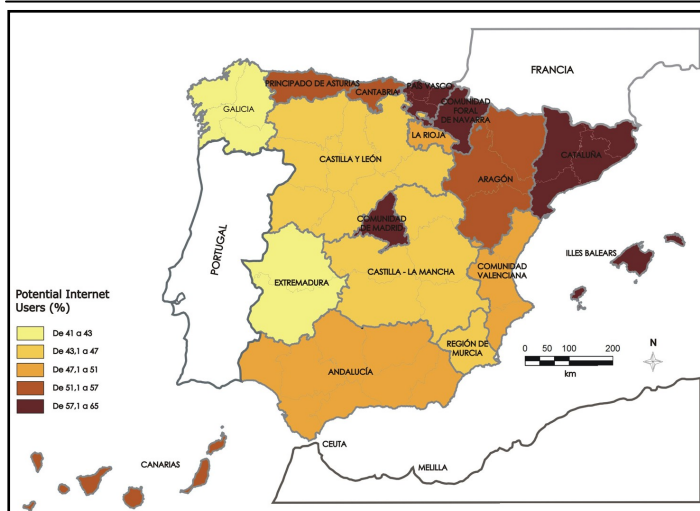 FRANCIA
PRINCIPADO DE ASTURIAS
CANTABRIA
PAÍS VASCO
COMUNIDAD
FORAL
DE NAVARRA
GALICIA
LA RIOJA
CASTILLA Y LEÓN
CATALUÑA
ARAGÓN
COMUNIDAD
DE MADRID
PORTUGAL
ILLES BALEARS
CASTILLA - LA MANCHA
COMUNIDAD
VALENCIANA
EXTREMADURA
Potential Internet
Users (%)
De 41 a 43
De 43,1 a 47
De 47,1 a 51
De 51,1 a 57
De 57,1 a 65
REGIÓN DE
MURCIA
0 50 100 200
km
N
ANDALUCÍA
CEUTA
CANARIAS
MELILLA